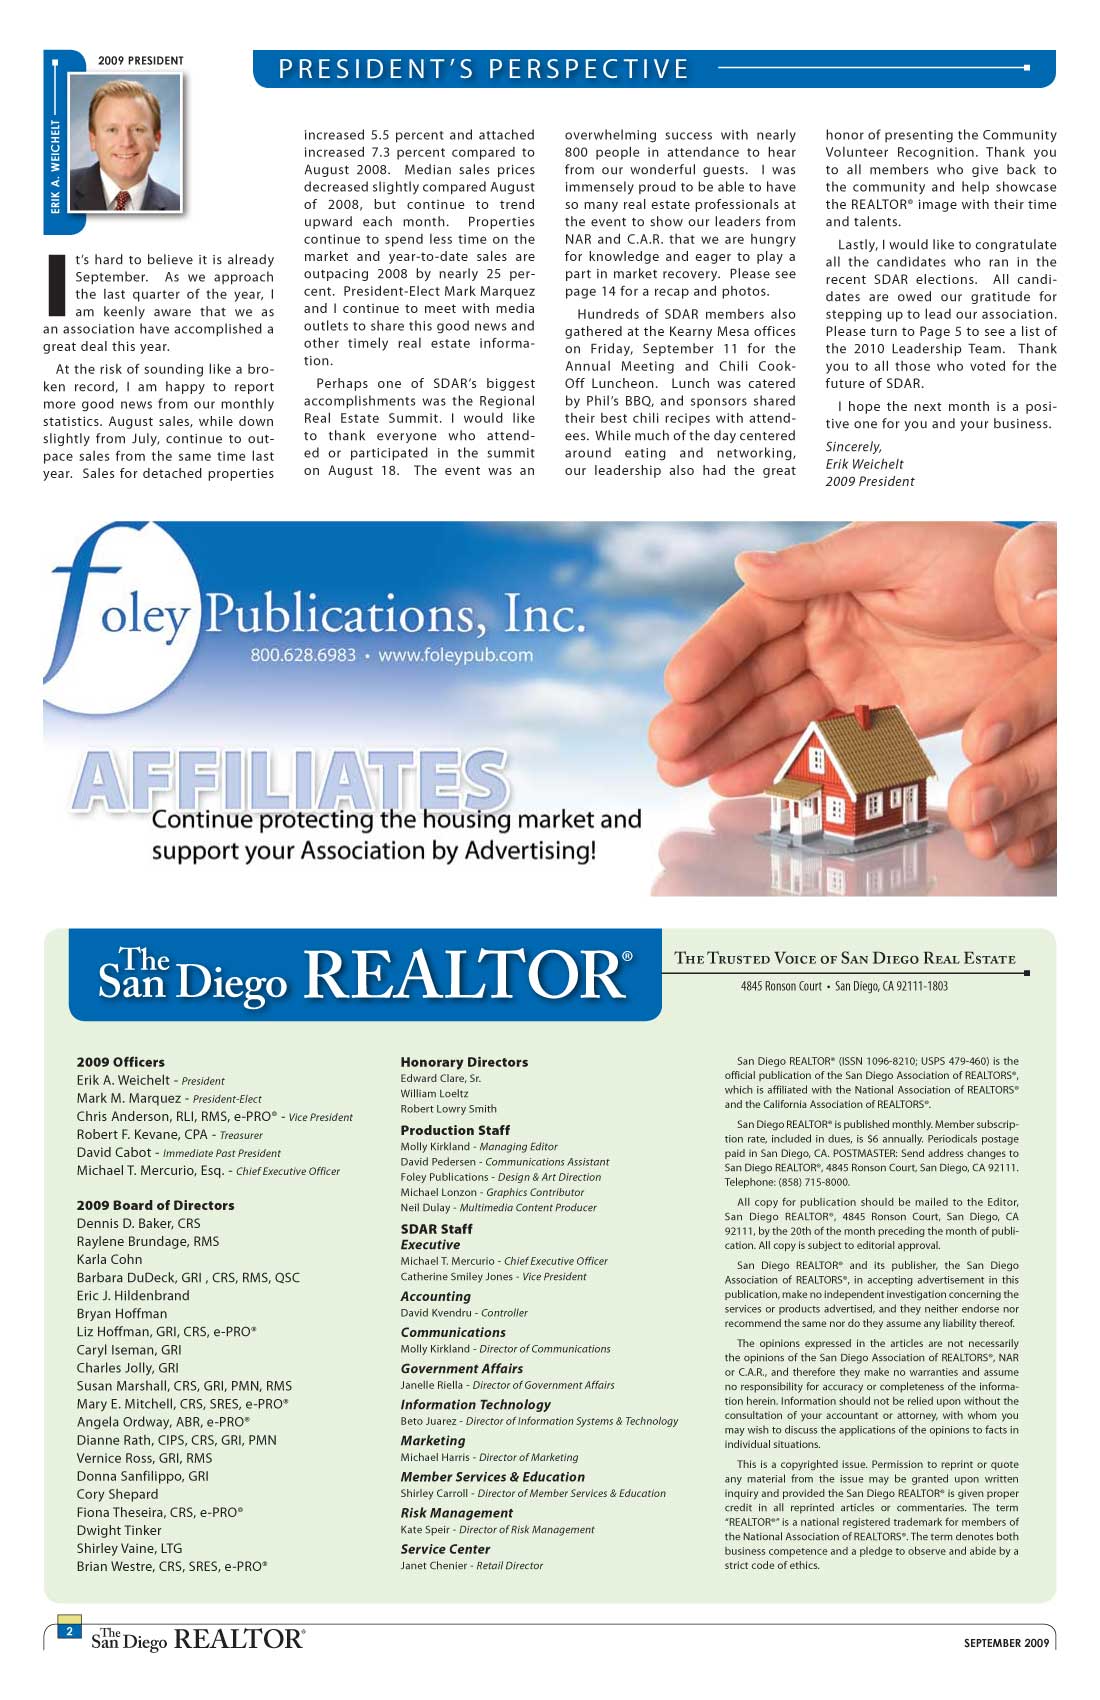 2009 PRESIDENT
ERIK A. WEICHELT
PRESIDENT'S PERSPECTIVE
It's hard to believe it is already
September. As we approach
the last quarter of the year, I
am keenly aware that we as
an association have accomplished a
great deal this year.
At the risk of sounding like a bro-
ken record, I am happy to report
more good news from our monthly
statistics. August sales, while down
slightly from July, continue to out-
pace sales from the same time last
year. Sales for detached properties
increased 5.5 percent and attached
increased 7.3 percent compared to
August 2008. Median sales prices
decreased slightly compared August
of 2008, but continue to trend
upward each month. Properties
continue to spend less time on the
market and year-to-date sales are
outpacing 2008 by nearly 25 per-
cent. President-Elect Mark Marquez
and I continue to meet with media
outlets to share this good news and
other timely real estate informa-
tion.
Perhaps one of SDAR's biggest
accomplishments was the Regional
Real Estate Summit. I would like
to thank everyone who attend-
ed or participated in the summit
on August 18. The event was an
overwhelming success with nearly
800 people in attendance to hear
from our wonderful guests. I was
immensely proud to be able to have
so many real estate professionals at
the event to show our leaders from
NAR and C.A.R. that we are hungry
for knowledge and eager to play a
part in market recovery. Please see
page 14 for a recap and photos.
Hundreds of SDAR members also
gathered at the Kearny Mesa offices
on Friday, September 11 for the
Annual Meeting and Chili Cook-
Off Luncheon. Lunch was catered
by Phil's BBQ, and sponsors shared
their best chili recipes with attend-
ees. While much of the day centered
around eating and networking,
our leadership also had the great
honor of presenting the Community
Volunteer Recognition. Thank you
to all members who give back to
the community and help showcase
the REALTOR® image with their time
and talents.
Lastly, I would like to congratulate
all the candidates who ran in the
recent SDAR elections. All candi-
dates are owed our gratitude for
stepping up to lead our association.
Please turn to Page 5 to see a list of
the 2010 Leadership Team. Thank
you to all those who voted for the
future of SDAR.
I hope the next month is a posi-
tive one for you and your business.
Sincerely,
Erik Weichelt
2009 President
foley Publications, Inc.
800.628.6983 • www.foleypub.com
AFFILIATES
Continue protecting the housing market and
support your Association by Advertising!
The San Diego REALTOR®
THE TRUSTED VOICE OF SAN DIEGO REAL ESTATE
4845 Ronson Court • San Diego, CA 92111-1803
2009 Officers
Erik A. Weichelt - President
Mark M. Marquez - President-Elect
Chris Anderson, RLI, RMS, e-PRO® - Vice President
Robert F. Kevane, CPA - Treasurer
David Cabot - Immediate Past President
Michael T. Mercurio, Esq. - Chief Executive Officer
2009 Board of Directors
Dennis D. Baker, CRS
Raylene Brundage, RMS
Karla Cohn
Barbara DuDeck, GRI , CRS, RMS, QSC
Eric J. Hildenbrand
Bryan Hoffman
Liz Hoffman, GRI, CRS, e-PRO®
Caryl Iseman, GRI
Charles Jolly, GRI
Susan Marshall, CRS, GRI, PMN, RMS
Mary E. Mitchell, CRS, SRES, e-PRO®
Angela Ordway, ABR, e-PRO®
Dianne Rath, CIPS, CRS, GRI, PMN
Vernice Ross, GRI, RMS
Donna Sanfilippo, GRI
Cory Shepard
Fiona Theseira, CRS, e-PRO®
Dwight Tinker
Shirley Vaine, LTG
Brian Westre, CRS, SRES, e-PRO®
Honorary Directors
Edward Clare, Sr.
William Loeltz
Robert Lowry Smith
Production Staff
Molly Kirkland - Managing Editor
David Pedersen - Communications Assistant
Foley Publications - Design & Art Direction
Michael Lonzon - Graphics Contributor
Neil Dulay - Multimedia Content Producer
SDAR Staff
Executive
Michael T. Mercurio - Chief Executive Officer
Catherine Smiley Jones - Vice President
Accounting
David Kvendru - Controller
Communications
Molly Kirkland - Director of Communications
Government Affairs
Janelle Riella - Director of Government Affairs
Information Technology
Beto Juarez - Director of Information Systems & Technology
Marketing
Michael Harris - Director of Marketing
Member Services & Education
Shirley Carroll - Director of Member Services & Education
Risk Management
Kate Speir - Director of Risk Management
Service Center
Janet Chenier - Retail Director
San Diego REALTOR® (ISSN 1096-8210; USPS 479-460) is the
official publication of the San Diego Association of REALTORS®,
which is affiliated with the National Association of REALTORS®
and the California Association of REALTORS®.
San Diego REALTOR® is published monthly. Member subscrip-
tion rate, included in dues, is $6 annually. Periodicals postage
paid in San Diego, CA. POSTMASTER: Send address changes to
San Diego REALTOR®, 4845 Ronson Court, San Diego, CA 92111.
Telephone: (858) 715-8000.
All copy for publication should be mailed to the Editor,
San Diego REALTOR®, 4845 Ronson Court, San Diego, CA
92111, by the 20th of the month preceding the month of publi-
cation. All copy is subject to editorial approval.
San Diego REALTOR® and its publisher, the San Diego
Association of REALTORS®, in accepting advertisement in this
publication, make no independent investigation concerning the
services or products advertised, and they neither endorse nor
recommend the same nor do they assume any liability thereof.
The opinions expressed in the articles are not necessarily
the opinions of the San Diego Association of REALTORS®, NAR
or C.A.R., and therefore they make no warranties and assume
no responsibility for accuracy or completeness of the informa-
tion herein. Information should not be relied upon without the
consultation of your accountant or attorney, with whom you
may wish to discuss the applications of the opinions to facts in
individual situations.
This is a copyrighted issue. Permission to reprint or quote
any material from the issue may be granted upon written
inquiry and provided the San Diego REALTOR® is given proper
credit in all reprinted articles or commentaries. The term
"REALTOR®" is a national registered trademark for members of
the National Association of REALTORS®. The term denotes both
business competence and a pledge to observe and abide by a
strict code of ethics.
2
The San Diego REALTOR®
SEPTEMBER 2009